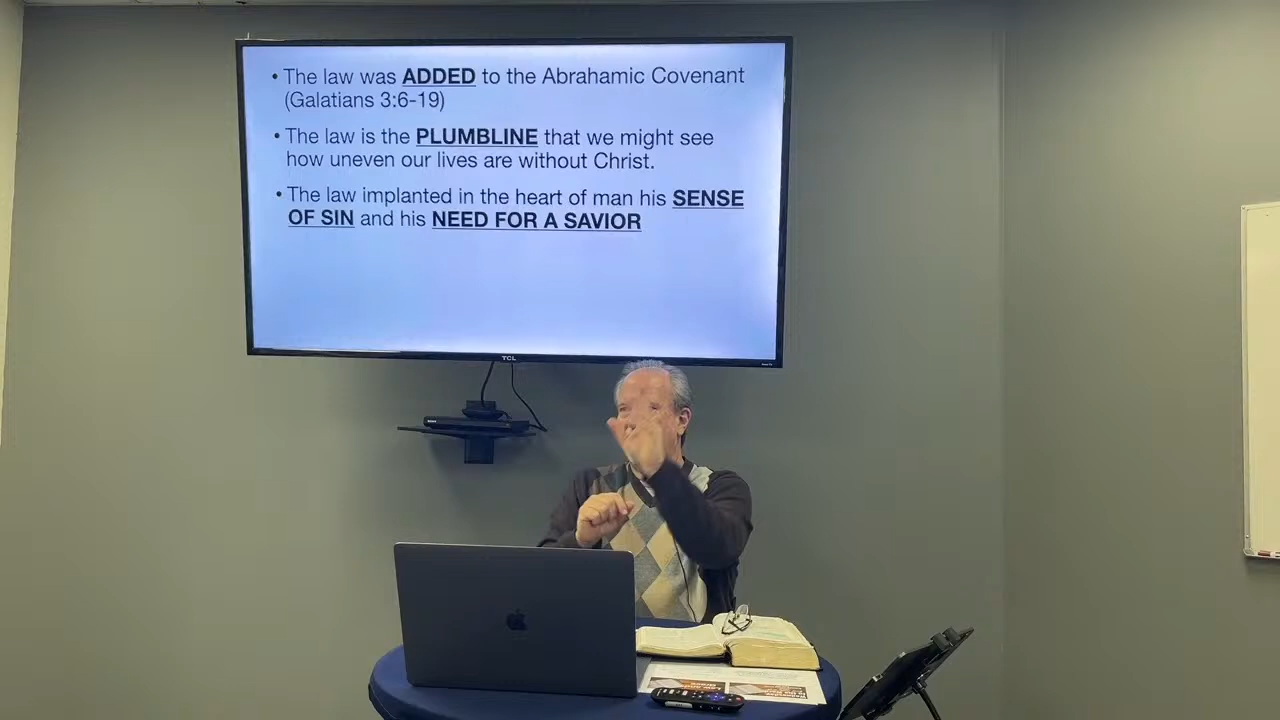 • The law was ADDED to the Abrahamic Covenant
(Galatians 3:6-19)
• The law is the PLUMBLINE that we might see
how uneven our lives are without Christ.
• The law implanted in the heart of man his SENSE
OF SIN and his NEED FOR A SAVIOR
TCL